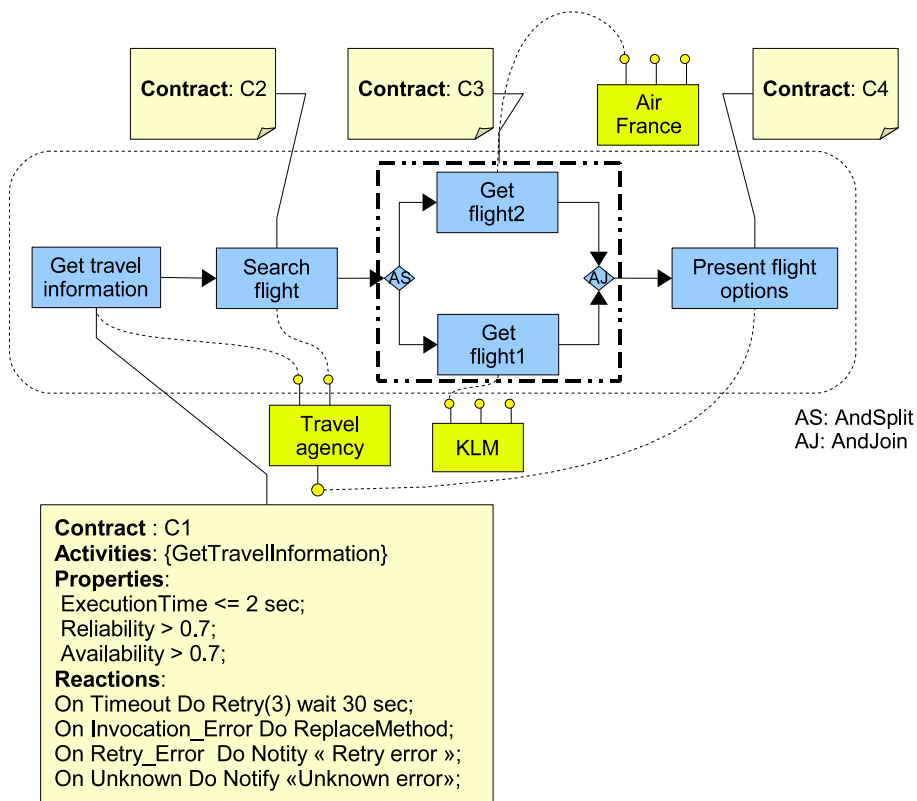 Contract: C2
Contract: C3
Air
France
Contract: C4
Get travel
information
Search
flight
AS
Get
flight2
Get
flight1
AJ
Present flight
options
Travel
agency
KLM
AS: AndSplit
AJ: AndJoin
Contract : C1
Activities: {GetTravelInformation}
Properties:
ExecutionTime <= 2 sec;
Reliability > 0.7;
Availability > 0.7;
Reactions:
On Timeout Do Retry(3) wait 30 sec;
On Invocation_Error Do ReplaceMethod;
On Retry_Error Do Notity « Retry error »;
On Unknown Do Notify «Unknown error»;